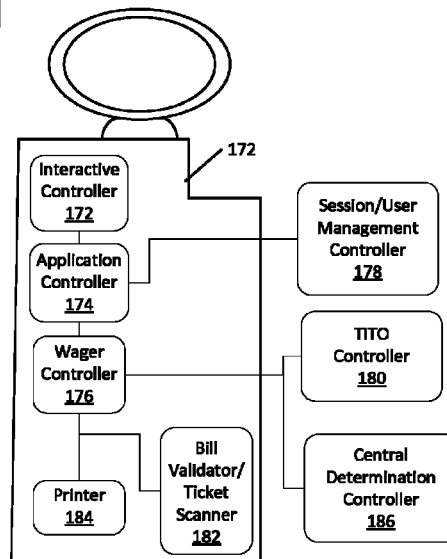 172
Interactive
Controller
172
Application
Controller
174
Wager
Controller
176
Printer
184
Bill
Validator/
Ticket
Scanner
182
Session/User
Management
Controller
178
TITO
Controller
180
Central
Determination
Controller
186